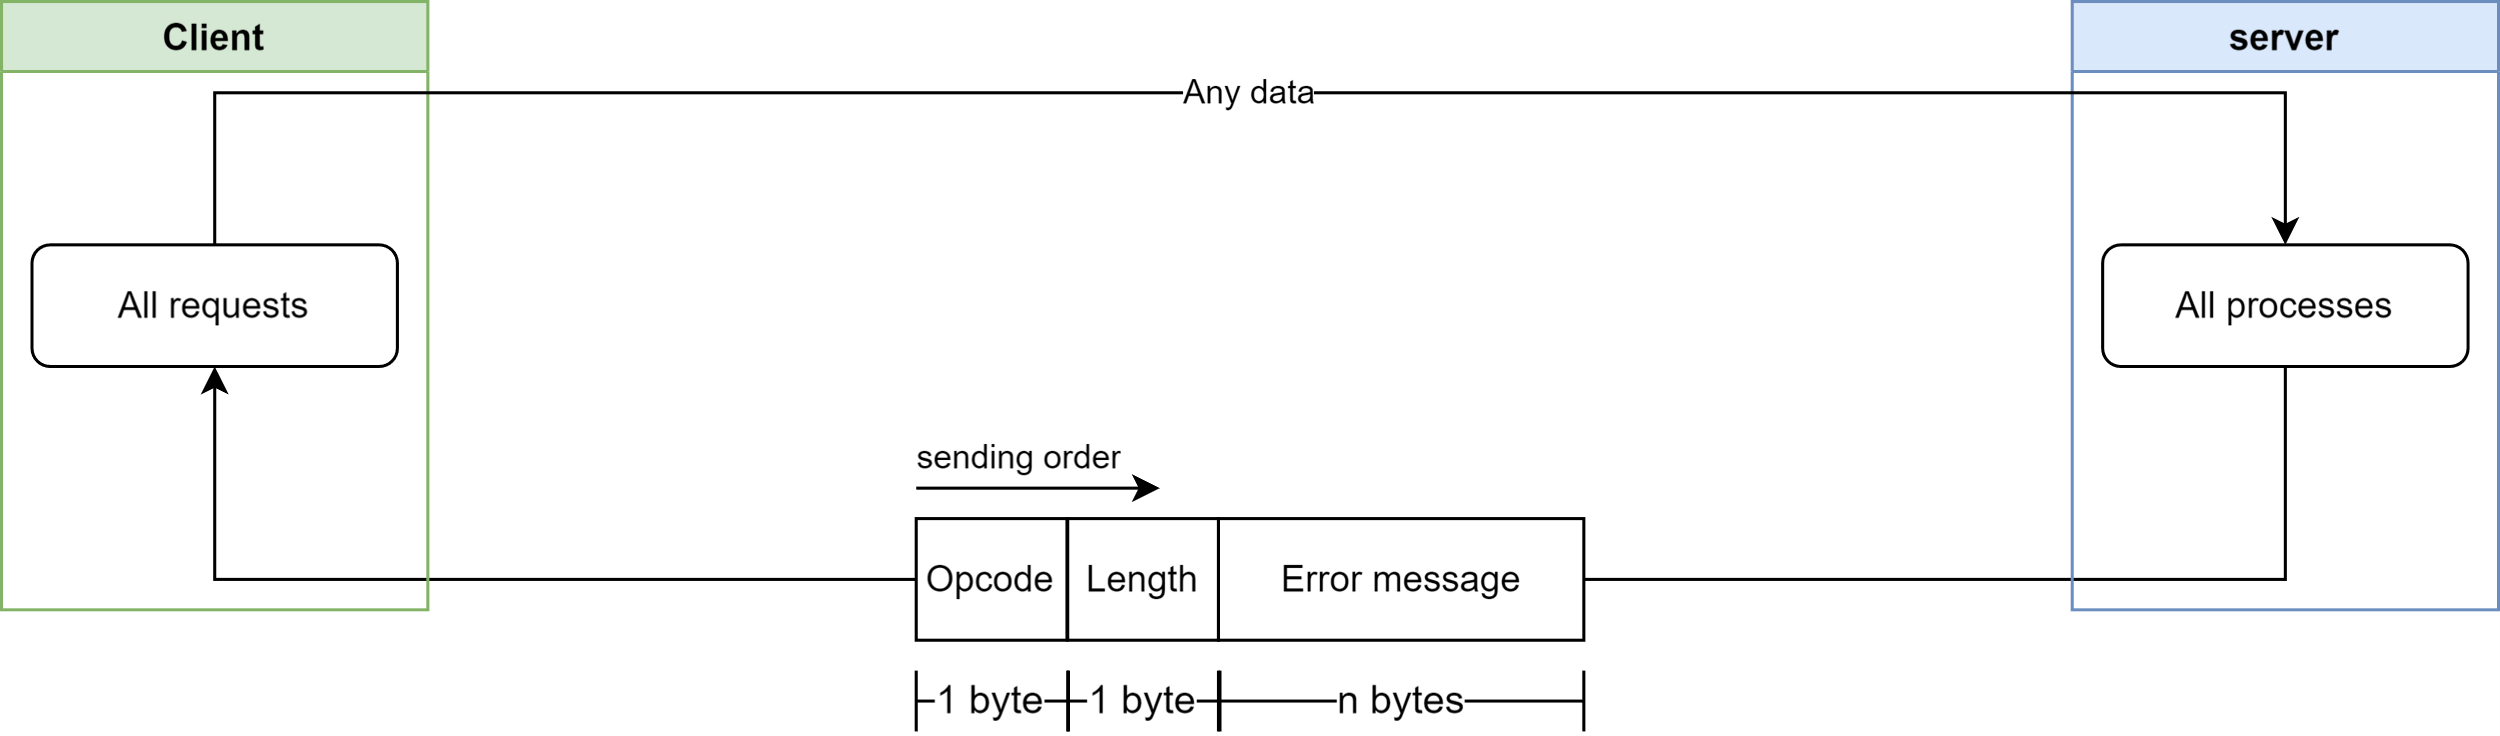 Client
server
Any data
All requests
All processes
sending order
Opcode
Length
Error message
1 byte
1 byte
n bytes